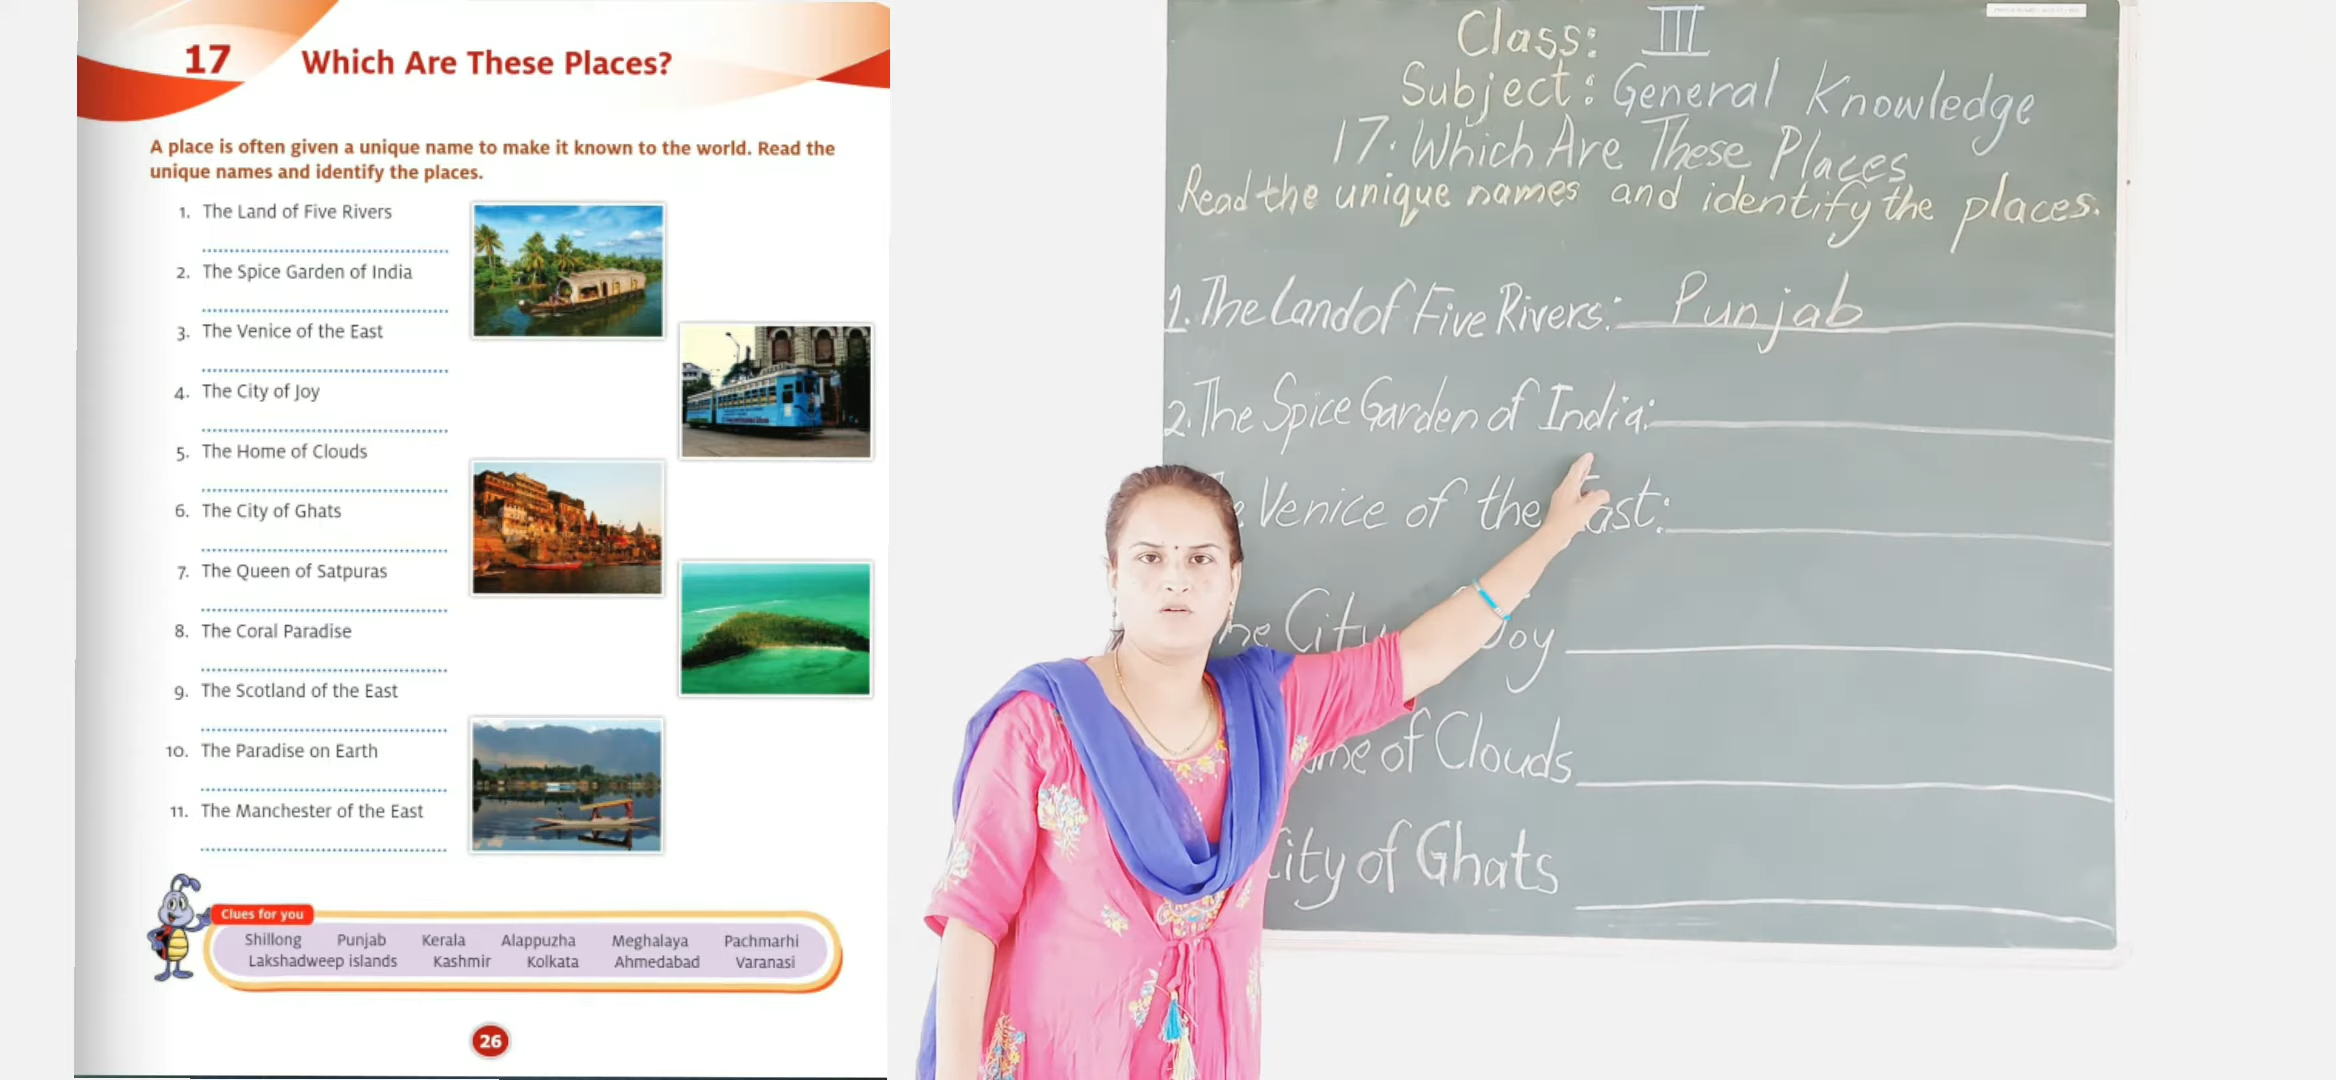 17
Which Are These Places?
A place is often given a unique name to make it known to the world. Read the
unique names and identify the places.
1. The Land of Five Rivers
2. The Spice Garden of India
3. The Venice of the East
4. The City of Joy
5. The Home of Clouds
6. The City of Ghats
7. The Queen of Satpuras
8. The Coral Paradise
9. The Scotland of the East
10. The Paradise on Earth
11. The Manchester of the East
Clues for you
Shillong Punjab Kerala Alappuzha Meghalaya Pachmarhi
Lakshadweep islands Kashmir Kolkata Ahmedabad Varanasi
26
Class: III
Subject: General Knowledge
17. Which Are These Places
Read the unique names and identify the places.
1. The Land of Five Rivers: Punjab
2. The Spice Garden of India:
Venice of the East:
City Joy
of Clouds
City of Ghats